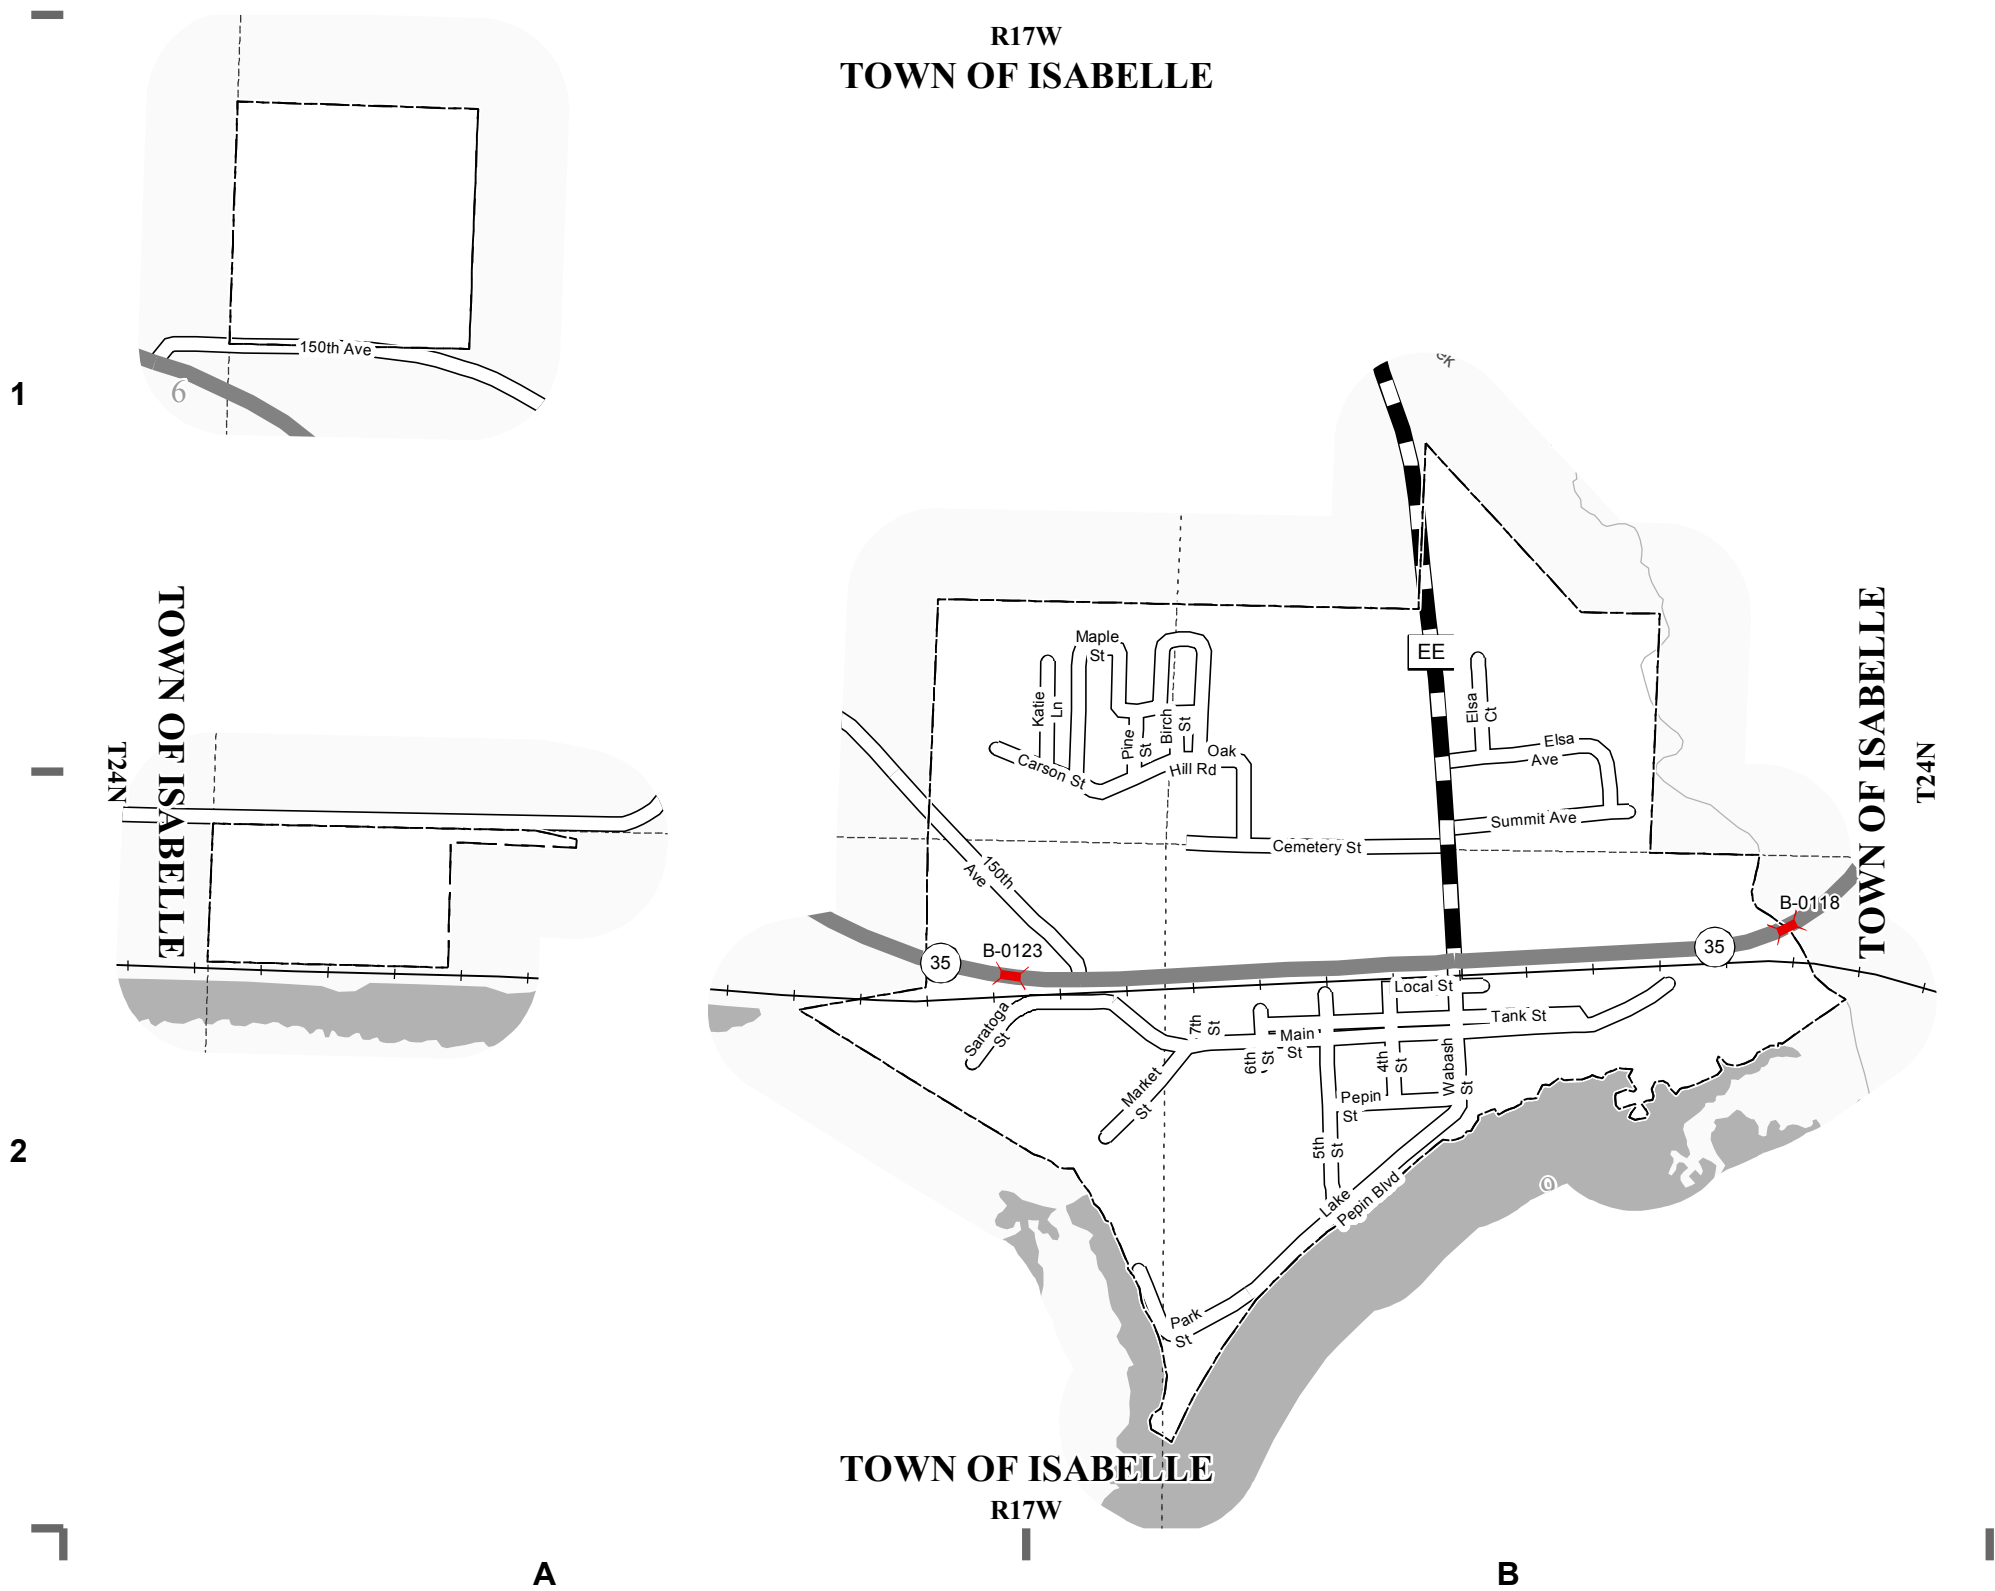 R17W
TOWN OF ISABELLE
150th Ave
6
1
EE
Maple
St
Katie
Ln
Pine
St
Birch
St
Oak
Hill Rd
Carson St
Elsa
Ct
Elsa
Ave
Summit Ave
Cemetery St
TOWN OF ISABELLE
T24N
TOWN OF ISABELLE
T24N
150th
Ave
B-0118
B-0123
35
35
Local St
Saratoga
St
7th
St
Main
St
Tank St
6th
St
4th
St
Wabash
St
Market
St
Pepin
St
5th
St
2
Lake
Pepin Blvd
Park
St
TOWN OF ISABELLE
R17W
A
B